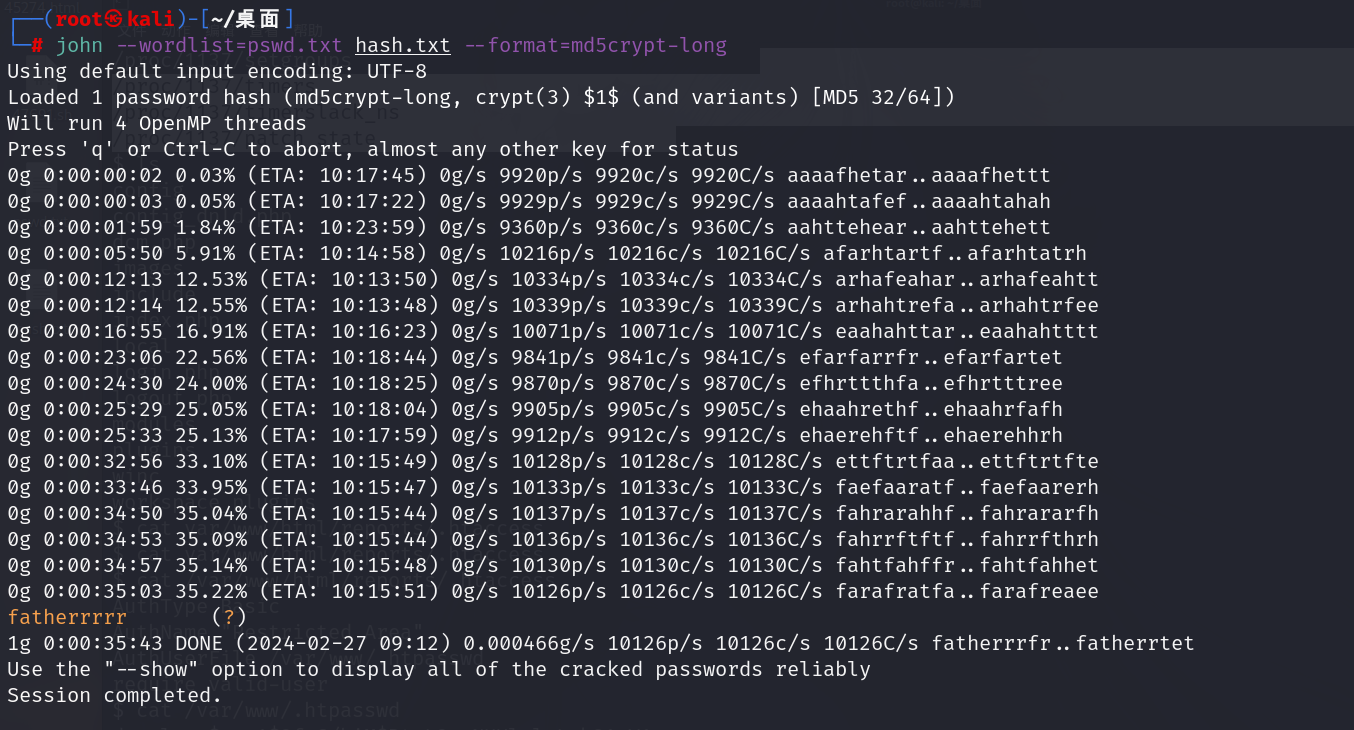 ┌──(root㉿kali)-[~/桌面]
└─# john --wordlist=pswd.txt hash.txt --format=md5crypt-long
Using default input encoding: UTF-8
Loaded 1 password hash (md5crypt-long, crypt(3) $1$ (and variants) [MD5 32/64])
Will run 4 OpenMP threads
Press 'q' or Ctrl-C to abort, almost any other key for status
0g 0:00:00:02 0.03% (ETA: 10:17:45) 0g/s 9920p/s 9920c/s 9920C/s aaaafhetar..aaaafhettt
0g 0:00:00:03 0.05% (ETA: 10:17:22) 0g/s 9929p/s 9929c/s 9929C/s aaaahtafef..aaaahtahah
0g 0:00:01:59 1.84% (ETA: 10:23:59) 0g/s 9360p/s 9360c/s 9360C/s aahttehear..aahttehett
0g 0:00:05:50 5.91% (ETA: 10:14:58) 0g/s 10216p/s 10216c/s 10216C/s afarhtartf..afarhtatrh
0g 0:00:12:13 12.53% (ETA: 10:13:50) 0g/s 10334p/s 10334c/s 10334C/s arhafeahar..arhafeahtt
0g 0:00:12:14 12.55% (ETA: 10:13:48) 0g/s 10339p/s 10339c/s 10339C/s arhahtrefa..arhahtrfee
0g 0:00:16:55 16.91% (ETA: 10:16:23) 0g/s 10071p/s 10071c/s 10071C/s eaahahttar..eaahahtttt
0g 0:00:23:06 22.56% (ETA: 10:18:44) 0g/s 9841p/s 9841c/s 9841C/s efarfarrfr..efarfartet
0g 0:00:24:30 24.00% (ETA: 10:18:25) 0g/s 9870p/s 9870c/s 9870C/s efhrttthfa..efhrtttree
0g 0:00:25:29 25.05% (ETA: 10:18:04) 0g/s 9905p/s 9905c/s 9905C/s ehaahrethf..ehaahrfafh
0g 0:00:25:33 25.13% (ETA: 10:17:59) 0g/s 9912p/s 9912c/s 9912C/s ehaerehftf..ehaerehhrh
0g 0:00:32:56 33.10% (ETA: 10:15:49) 0g/s 10128p/s 10128c/s 10128C/s ettftrtfaa..ettftrtfte
0g 0:00:33:46 33.95% (ETA: 10:15:47) 0g/s 10133p/s 10133c/s 10133C/s faefaaratf..faefaarerh
0g 0:00:34:50 35.04% (ETA: 10:15:44) 0g/s 10137p/s 10137c/s 10137C/s fahrarahhf..fahrararfh
0g 0:00:34:53 35.09% (ETA: 10:15:44) 0g/s 10136p/s 10136c/s 10136C/s fahrrftftf..fahrrfthrh
0g 0:00:34:57 35.14% (ETA: 10:15:48) 0g/s 10130p/s 10130c/s 10130C/s fahtfahffr..fahtfahhet
0g 0:00:35:03 35.22% (ETA: 10:15:51) 0g/s 10126p/s 10126c/s 10126C/s farafratfa..farafreaee
fatherrrrr       (?)
1g 0:00:35:43 DONE (2024-02-27 09:12) 0.000466g/s 10126p/s 10126c/s 10126C/s fatherrrfr..fatherrtet
Use the "--show" option to display all of the cracked passwords reliably
Session completed.